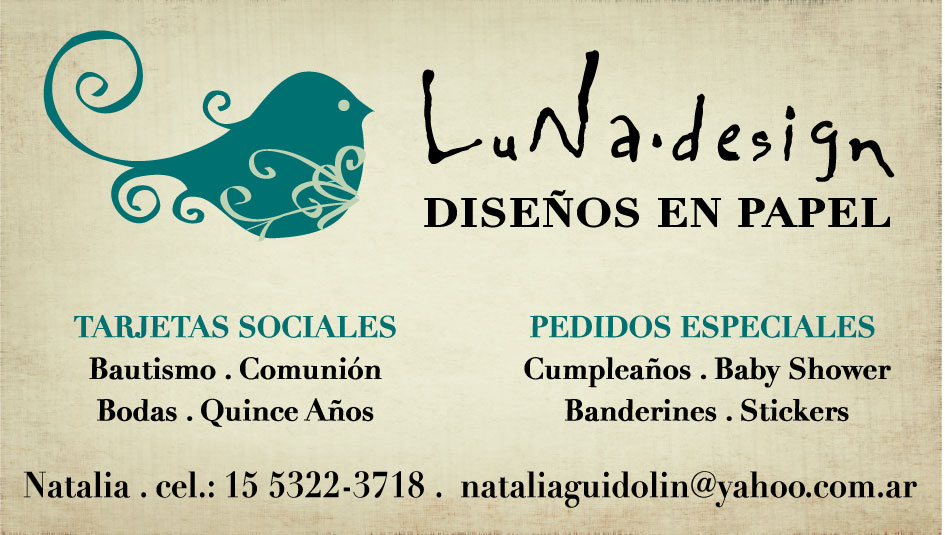 LuNa·design
DISEÑOS EN PAPEL
TARJETAS SOCIALES
Bautismo . Comunión
Bodas . Quince Años
PEDIDOS ESPECIALES
Cumpleaños . Baby Shower
Banderines . Stickers
Natalia . cel.: 15 5322-3718 . nataliaguidolin@yahoo.com.ar